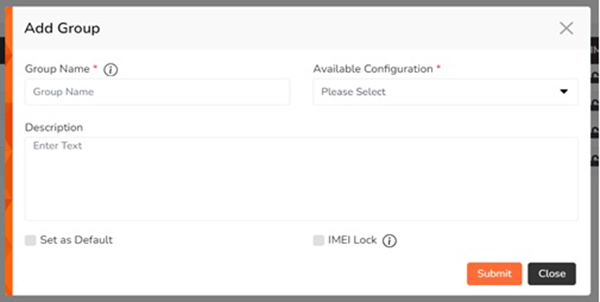 Add Group
Group Name *
Available Configuration *
Group Name
Please Select
Description
Enter Text
Set as Default
IMEI Lock
Submit
Close